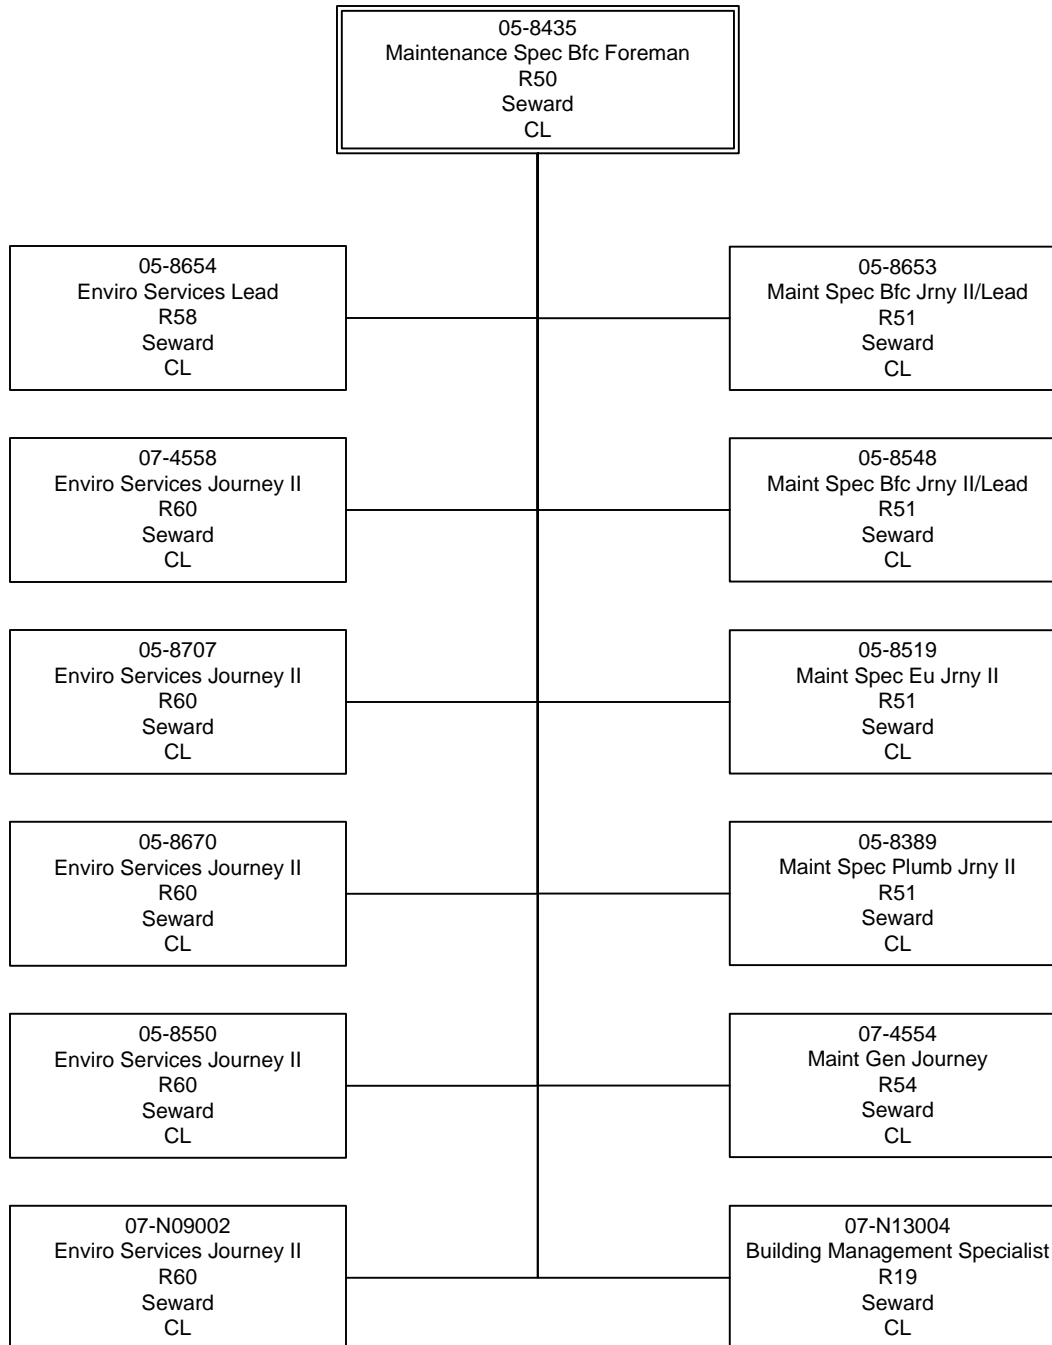 05-8435
Maintenance Spec Bfc Foreman
R50
Seward
CL
05-8654
Enviro Services Lead
R58
Seward
CL
05-8653
Maint Spec Bfc Jrny II/Lead
R51
Seward
CL
07-4558
Enviro Services Journey II
R60
Seward
CL
05-8548
Maint Spec Bfc Jrny II/Lead
R51
Seward
CL
05-8707
Enviro Services Journey II
R60
Seward
CL
05-8519
Maint Spec Eu Jrny II
R51
Seward
CL
05-8670
Enviro Services Journey II
R60
Seward
CL
05-8389
Maint Spec Plumb Jrny II
R51
Seward
CL
05-8550
Enviro Services Journey II
R60
Seward
CL
07-4554
Maint Gen Journey
R54
Seward
CL
07-N09002
Enviro Services Journey II
R60
Seward
CL
07-N13004
Building Management Specialist
R19
Seward
CL